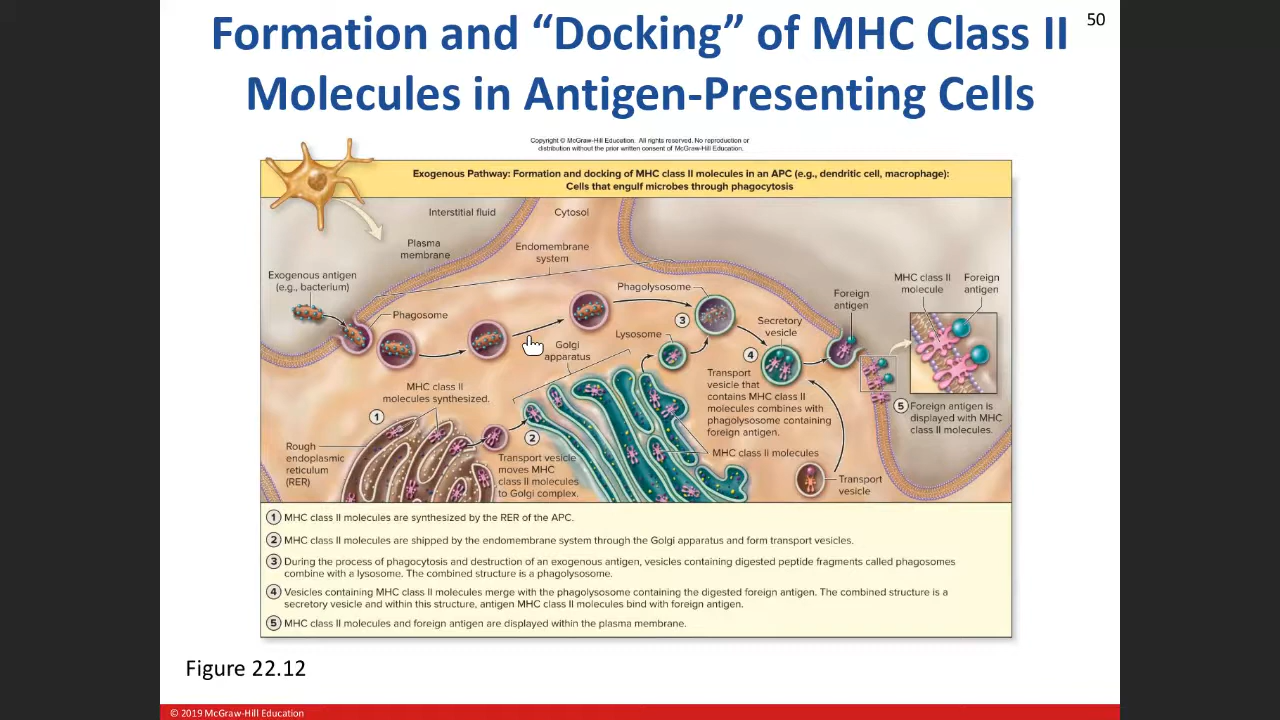 50
Formation and “Docking” of MHC Class II
Molecules in Antigen-Presenting Cells
Copyright © McGraw-Hill Education. All rights reserved. No reproduction or
distribution without the prior written consent of McGraw-Hill Education.
Exogenous Pathway: Formation and docking of MHC class II molecules in an APC (e.g., dendritic cell, macrophage):
Cells that engulf microbes through phagocytosis
Interstitial fluid
Cytosol
Plasma
membrane
Endomembrane
system
Exogenous antigen
(e.g., bacterium)
Phagosome
Phagolysosome
Foreign
antigen
MHC class II
molecule
Foreign
antigen
3
Lysosome
Secretory
vesicle
Golgi
apparatus
4
Transport
vesicle that
contains MHC class II
molecules combines with
phagolysosome containing
foreign antigen.
MHC class II
molecules synthesized.
1
5
Foreign antigen is
displayed with MHC
class II molecules.
Rough
endoplasmic
reticulum
(RER)
2
Transport vesicle
moves MHC
class II molecules
to Golgi complex.
MHC class II molecules
Transport
vesicle
1 MHC class II molecules are synthesized by the RER of the APC.
2 MHC class II molecules are shipped by the endomembrane system through the Golgi apparatus and form transport vesicles.
3 During the process of phagocytosis and destruction of an exogenous antigen, vesicles containing digested peptide fragments called phagosomes
combine with a lysosome. The combined structure is a phagolysosome.
4 Vesicles containing MHC class II molecules merge with the phagolysosome containing the digested foreign antigen. The combined structure is a
secretory vesicle and within this structure, antigen MHC class II molecules bind with foreign antigen.
5 MHC class II molecules and foreign antigen are displayed within the plasma membrane.
Figure 22.12
© 2019 McGraw-Hill Education